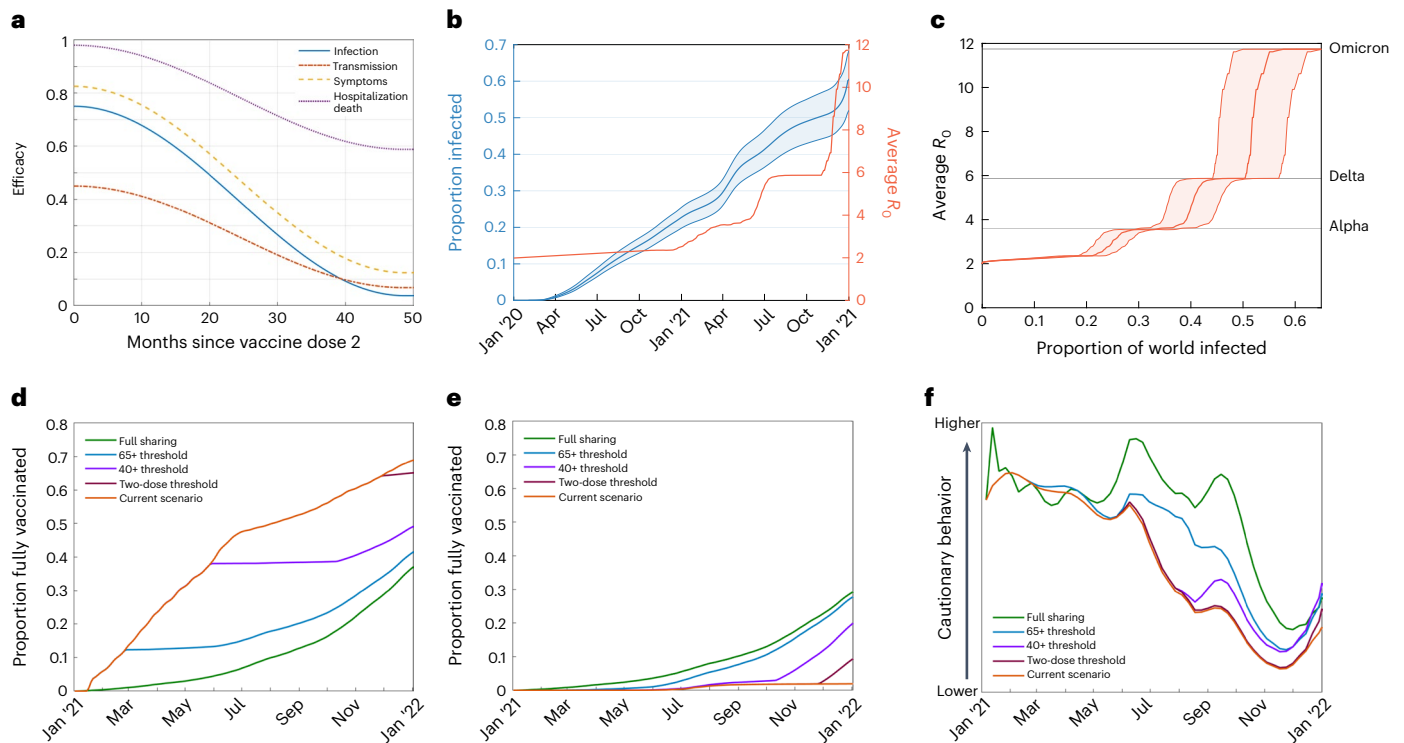 a
1
0.8
0.6
0.4
0.2
0
Efficacy
Infection
Transmission
Symptoms
Hospitalization
death
0
10
20
30
40
50
Months since vaccine dose 2
b
0.7
0.6
0.5
0.4
0.3
0.2
0.1
0
Proportion infected
12
10
8
6
4
2
0
Average R0
Jan '20
Apr
Jul
Oct
Jan '21
Apr
Jul
Oct
Jan '21
c
12
10
8
6
4
2
0
Average R0
Omicron
Delta
Alpha
0
0.1
0.2
0.3
0.4
0.5
0.6
Proportion of world infected
d
0.8
0.7
0.6
0.5
0.4
0.3
0.2
0.1
0
Proportion fully vaccinated
Full sharing
65+ threshold
40+ threshold
Two-dose threshold
Current scenario
Jan '21
Mar
May
Jul
Sep
Nov
Jan '22
e
0.8
0.7
0.6
0.5
0.4
0.3
0.2
0.1
0
Proportion fully vaccinated
Full sharing
65+ threshold
40+ threshold
Two-dose threshold
Current scenario
Jan '21
Mar
May
Jul
Sep
Nov
Jan '22
f
Higher
Cautionary behavior
Lower
Full sharing
65+ threshold
40+ threshold
Two-dose threshold
Current scenario
Jan '21
Mar
May
Jul
Sep
Nov
Jan '22